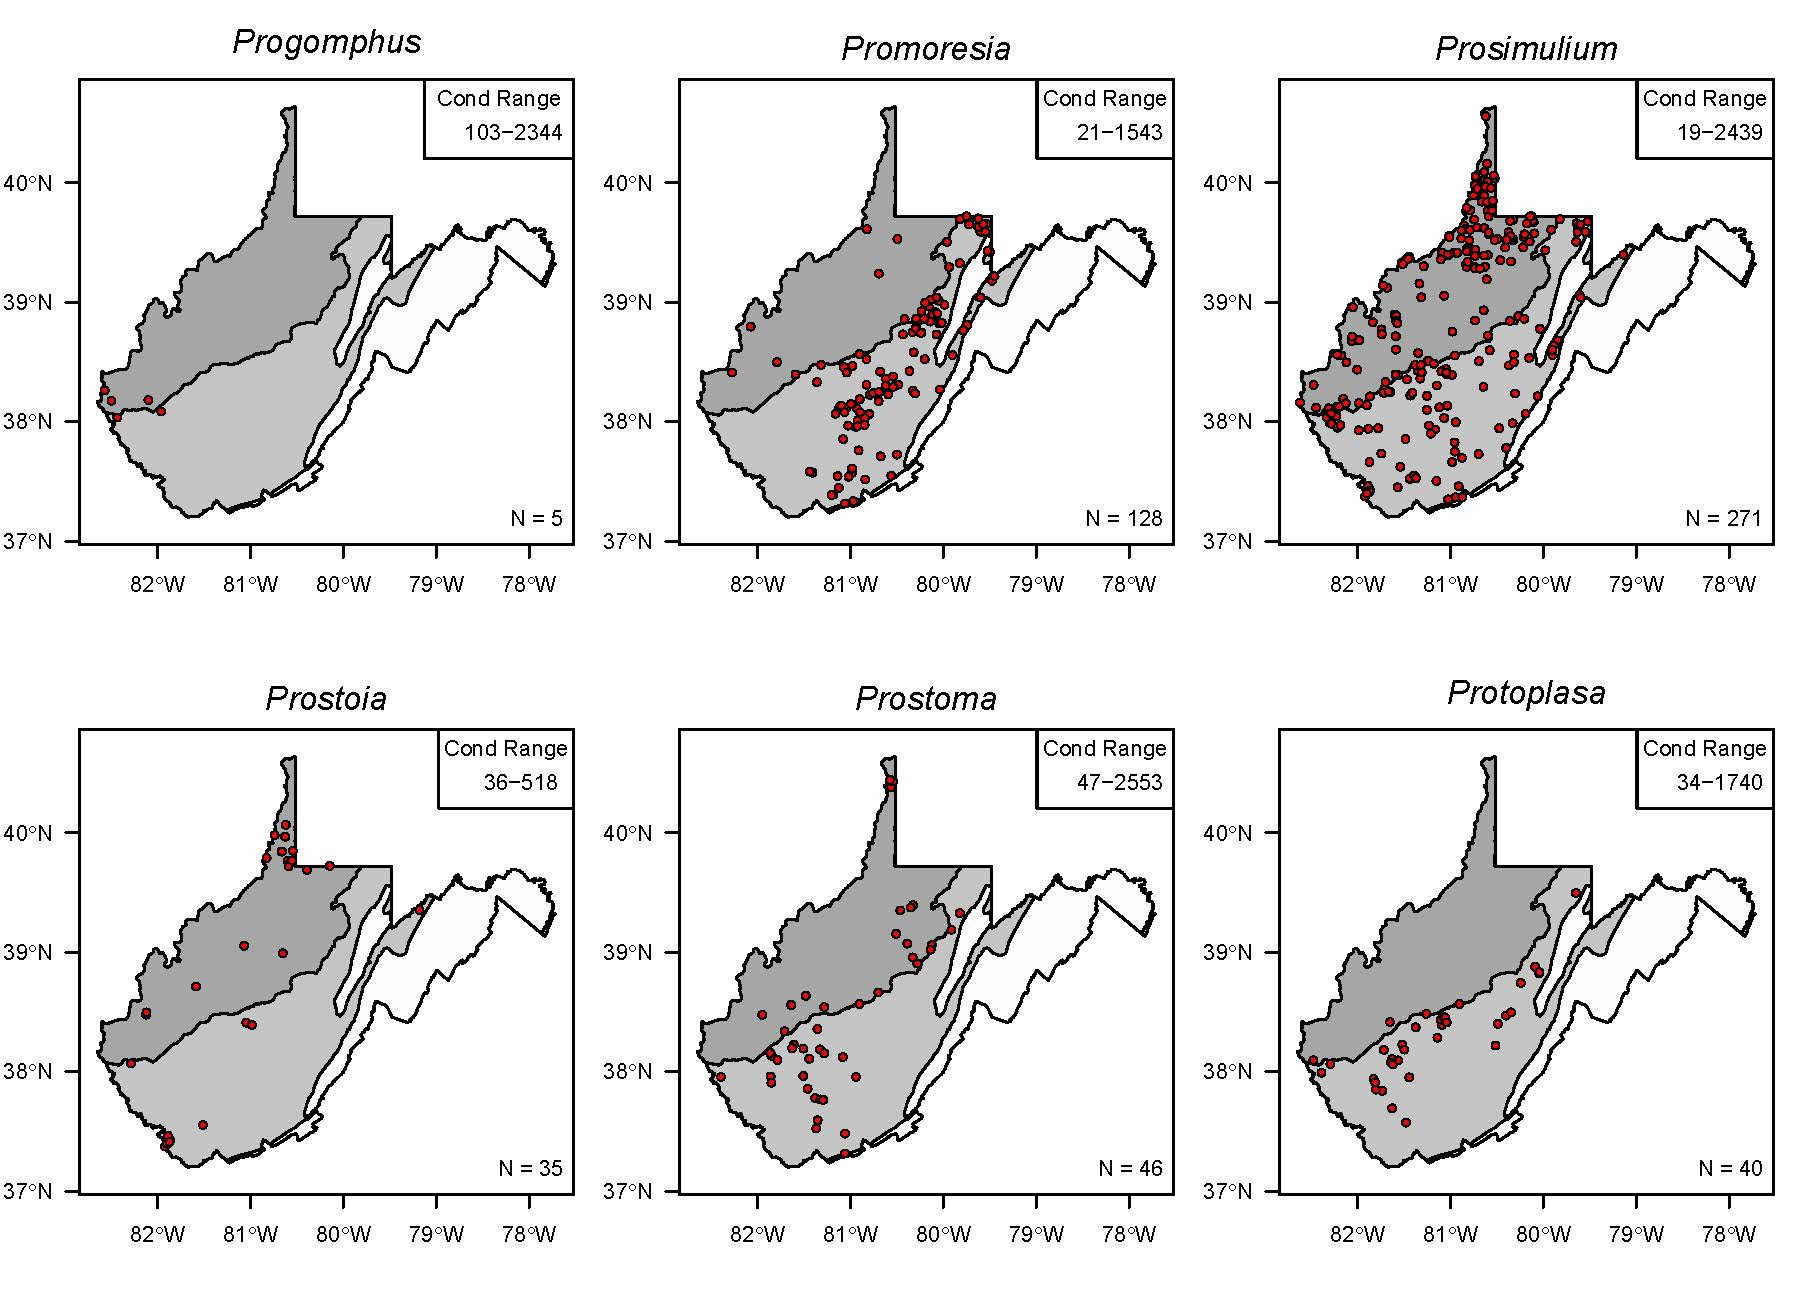 Progomphus
Cond Range
103−2344
40°N
39°N
38°N
37°N
N = 5
82°W 81°W 80°W 79°W 78°W
Promoresia
Cond Range
21−1543
40°N
39°N
38°N
37°N
N = 128
82°W 81°W 80°W 79°W 78°W
Prosimulium
Cond Range
19−2439
40°N
39°N
38°N
37°N
N = 271
82°W 81°W 80°W 79°W 78°W
Prostoia
Cond Range
36−518
40°N
39°N
38°N
37°N
N = 35
82°W 81°W 80°W 79°W 78°W
Prostoma
Cond Range
47−2553
40°N
39°N
38°N
37°N
N = 46
82°W 81°W 80°W 79°W 78°W
Protoplasa
Cond Range
34−1740
40°N
39°N
38°N
37°N
N = 40
82°W 81°W 80°W 79°W 78°W